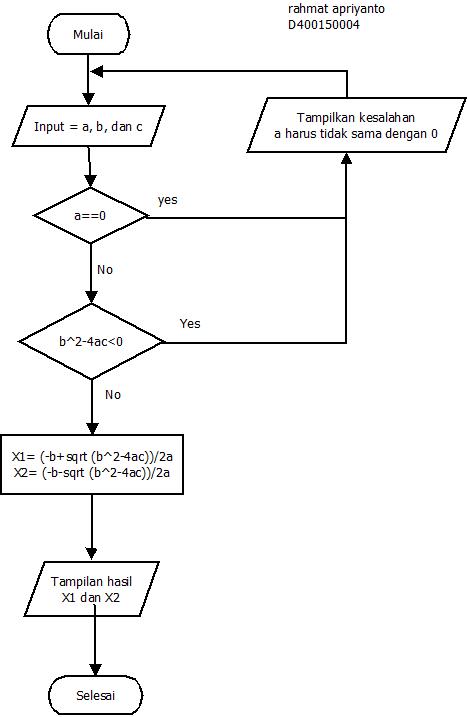 rahmat apriyanto
D400150004
Mulai
Input = a, b, dan c
Tampilkan kesalahan
a harus tidak sama dengan 0
a==0
yes
No
b^2-4ac<0
Yes
No
X1= (-b+sqrt (b^2-4ac))/2a
X2= (-b-sqrt (b^2-4ac))/2a
Tampilan hasil
X1 dan X2
Selesai